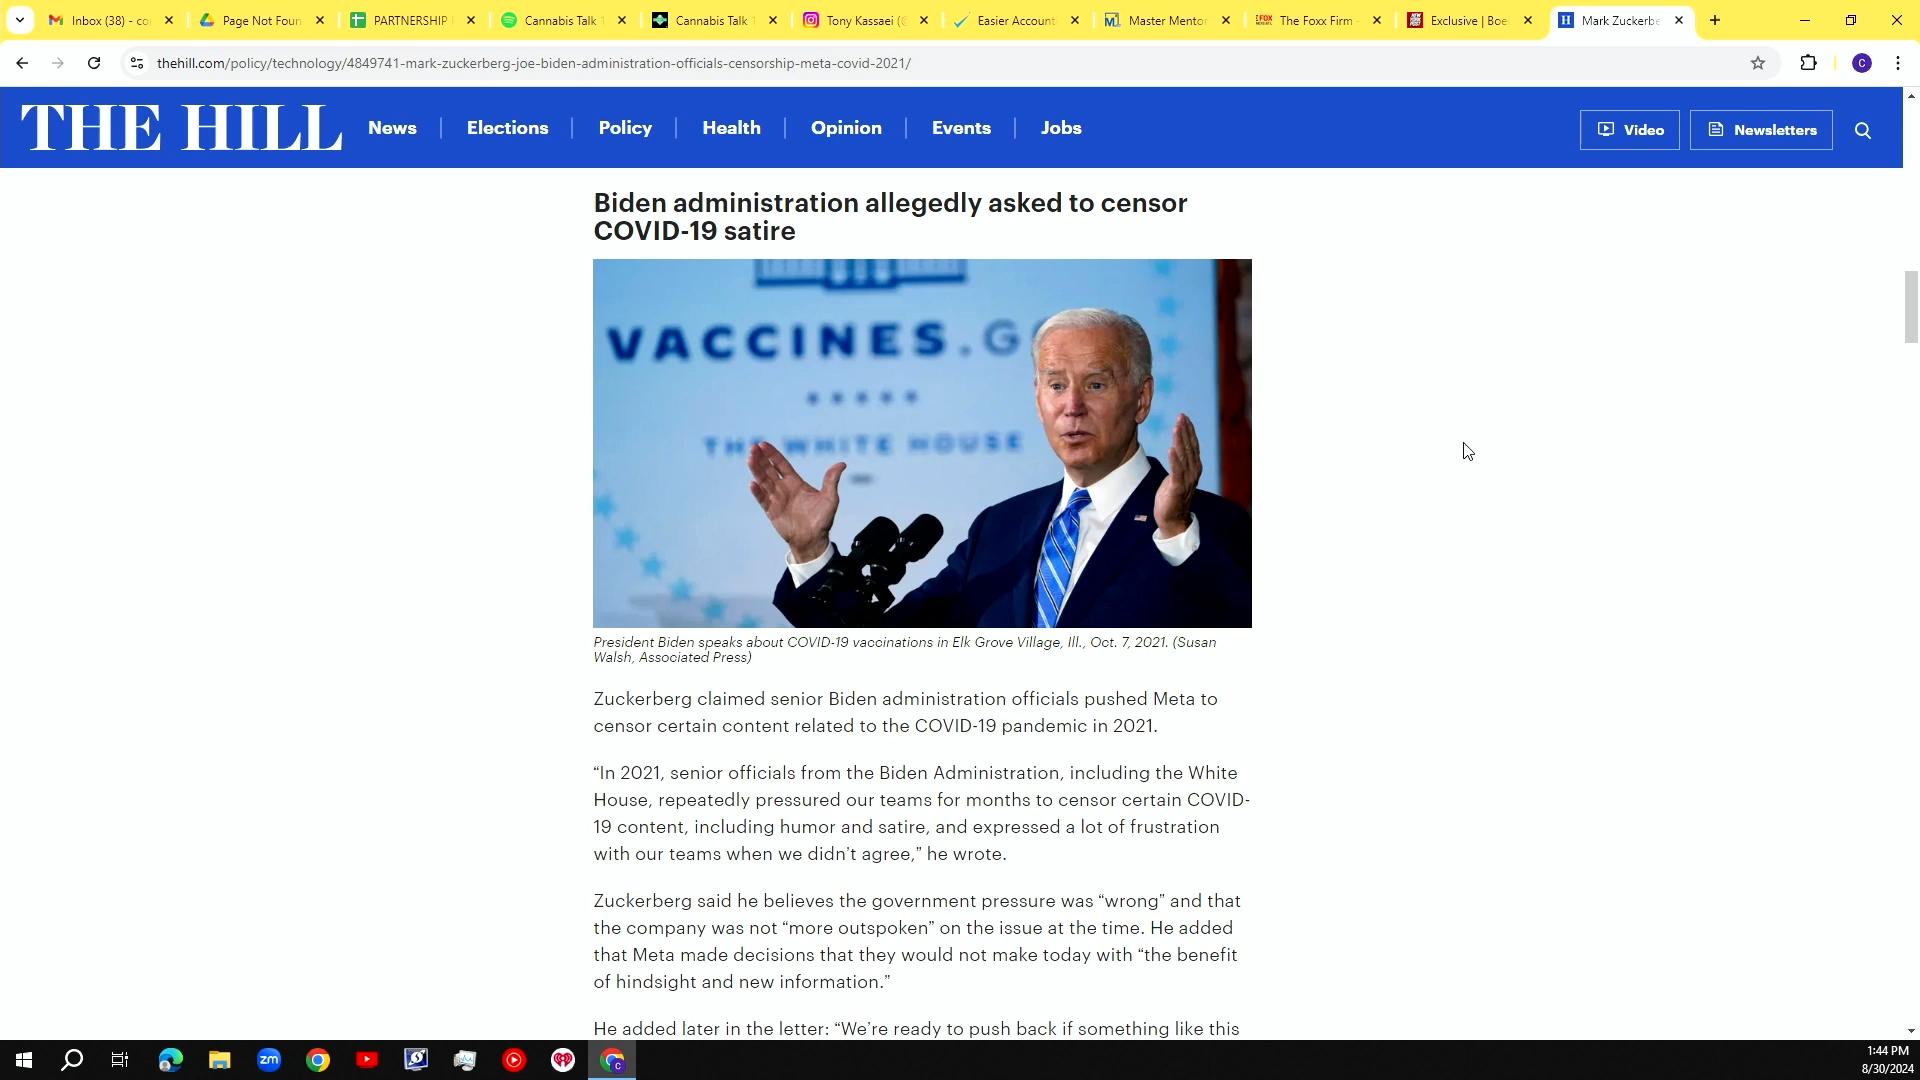 Inbox (38) - co
Page Not Foun
PARTNERSHIP
Cannabis Talk 1
Cannabis Talk 1
Tony Kassaei (@
Easier Account
Master Mentor
The Foxx Firm -
Exclusive | Boe
Mark Zuckerbe
thehill.com/policy/technology/4849741-mark-zuckerberg-joe-biden-administration-officials-censorship-meta-covid-2021/
C
THE HILL
News
Elections
Policy
Health
Opinion
Events
Jobs
Video
Newsletters
Biden administration allegedly asked to censor
COVID-19 satire
VACCINES.G
THE WHITE HOUSE
President Biden speaks about COVID-19 vaccinations in Elk Grove Village, Ill., Oct. 7, 2021. (Susan
Walsh, Associated Press)
Zuckerberg claimed senior Biden administration officials pushed Meta to
censor certain content related to the COVID-19 pandemic in 2021.
“In 2021, senior officials from the Biden Administration, including the White
House, repeatedly pressured our teams for months to censor certain COVID-
19 content, including humor and satire, and expressed a lot of frustration
with our teams when we didn’t agree,” he wrote.
Zuckerberg said he believes the government pressure was “wrong” and that
the company was not “more outspoken” on the issue at the time. He added
that Meta made decisions that they would not make today with “the benefit
of hindsight and new information.”
He added later in the letter: “We’re ready to push back if something like this
zm
1:44 PM
8/30/2024